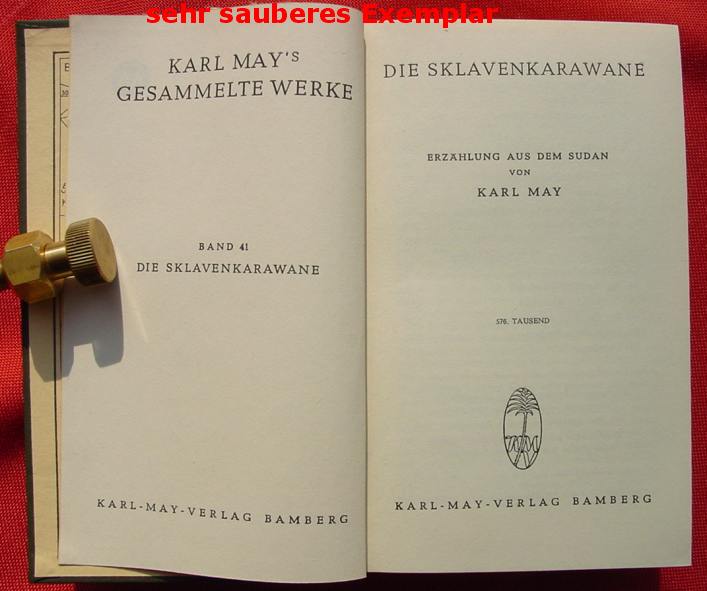 sehr sauberes Exemplar
KARL MAY'S
GESAMMELTE WERKE
BAND 41
DIE SKLAVENKARAWANE
KARL-MAY-VERLAG BAMBERG
DIE SKLAVENKARAWANE
ERZÄHLUNG AUS DEM SUDAN
VON
KARL MAY
576. TAUSEND
KARL-MAY-VERLAG BAMBERG